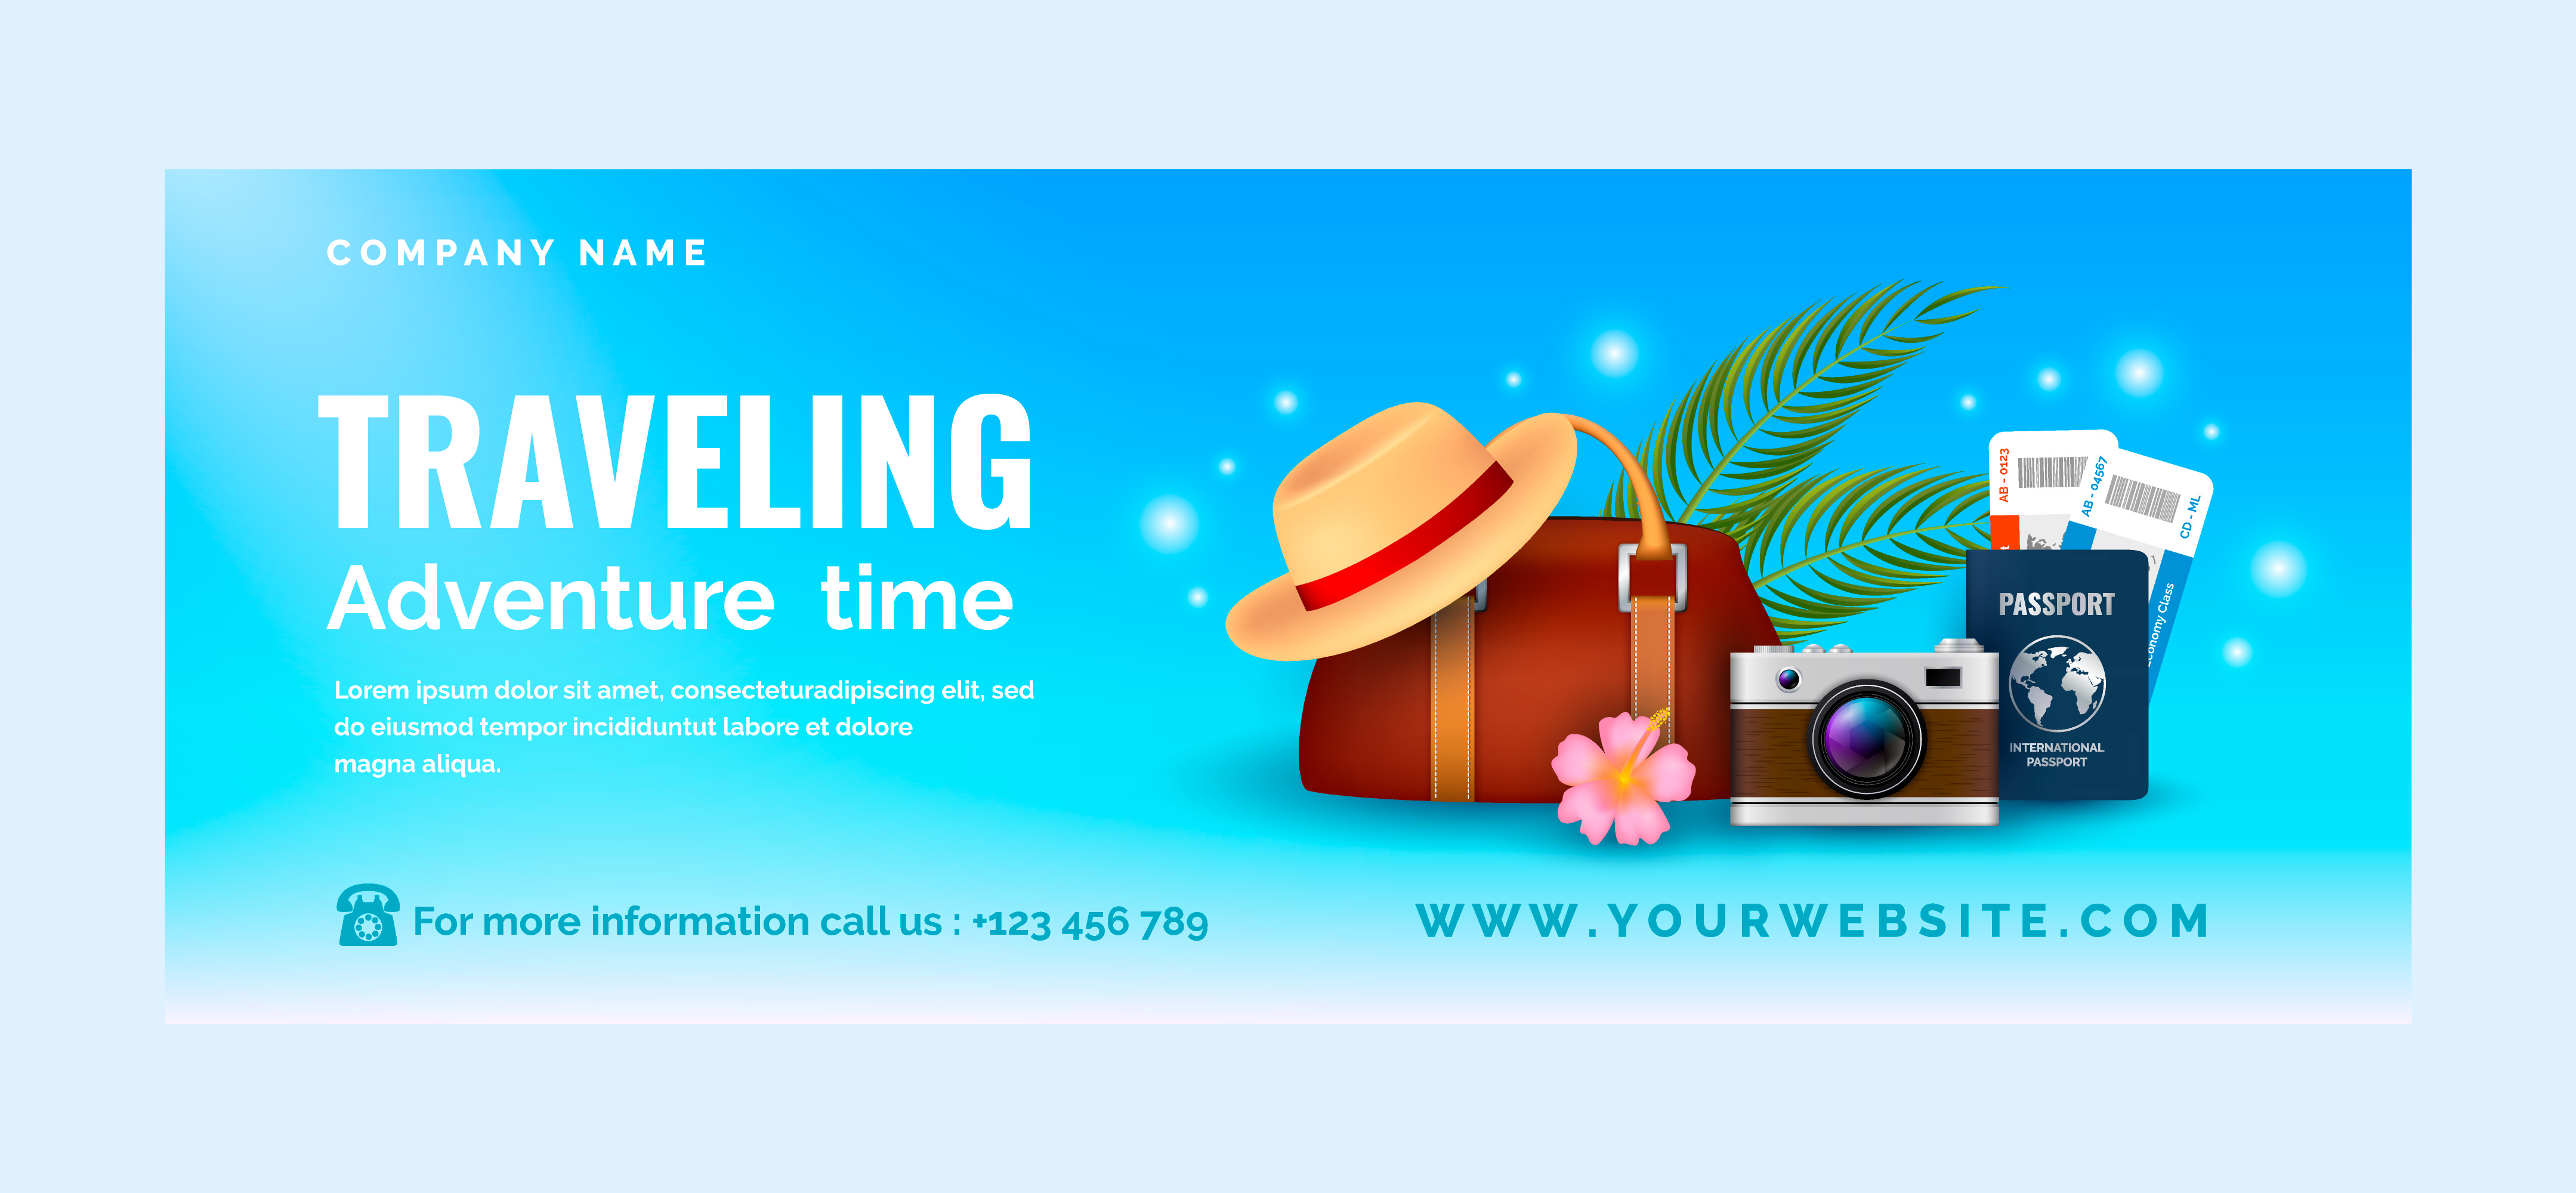 COMPANY NAME
TRAVELING
Adventure time
Lorem ipsum dolor sit amet, consecteturadipiscing elit, sed
do eiusmod tempor incididuntut labore et dolore
magna aliqua.
AB - 0123
AB - 04567
CD - ML
Economy Class
PASSPORT
INTERNATIONAL
PASSPORT
For more information call us : +123 456 789
WWW.YOURWEBSITE.COM